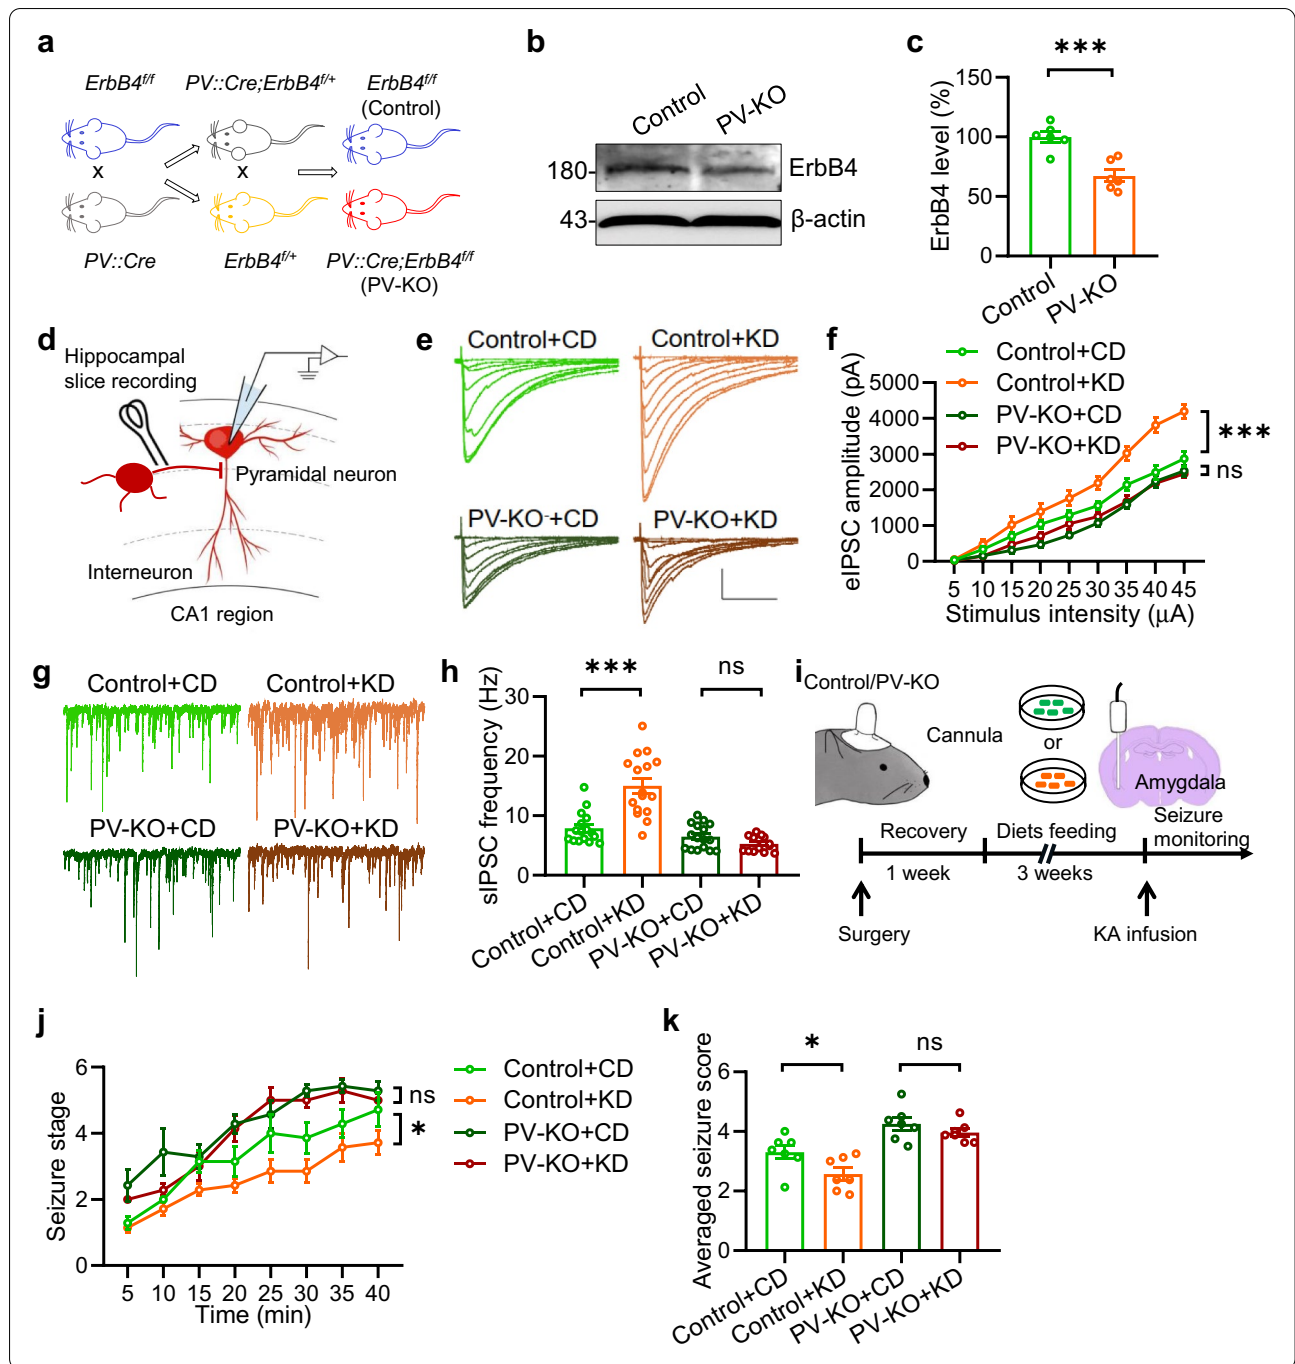 a
ErbB4f/f
PV::Cre;ErbB4f/+
ErbB4f/f
(Control)
x
x
PV::Cre
ErbB4f/+
PV::Cre;ErbB4f/f
(PV-KO)
b
Control
PV-KO
180-
ErbB4
43-
β-actin
c
***
ErbB4 level (%)
150
100
50
0
Control
PV-KO
d
Hippocampal
slice recording
Pyramidal neuron
Interneuron
CA1 region
e
Control+CD
Control+KD
PV-KO-+CD
PV-KO+KD
f
Control+CD
Control+KD
PV-KO+CD
PV-KO+KD
eIPSC amplitude (pA)
5000
4000
3000
2000
1000
0
***
ns
5 10 15 20 25 30 35 40 45
Stimulus intensity (μA)
g
Control+CD
Control+KD
PV-KO+CD
PV-KO+KD
h
***
ns
sIPSC frequency (Hz)
30
20
10
0
Control+CD
Control+KD
PV-KO+CD
PV-KO+KD
i
Control/PV-KO
Cannula
or
Amygdala
Recovery
Diets feeding
Seizure
monitoring
1 week
3 weeks
Surgery
KA infusion
j
Seizure stage
6
4
2
0
ns
*
5 10 15 20 25 30 35 40
Time (min)
Control+CD
Control+KD
PV-KO+CD
PV-KO+KD
k
*
ns
Averaged seizure score
6
4
2
0
Control+CD
Control+KD
PV-KO+CD
PV-KO+KD